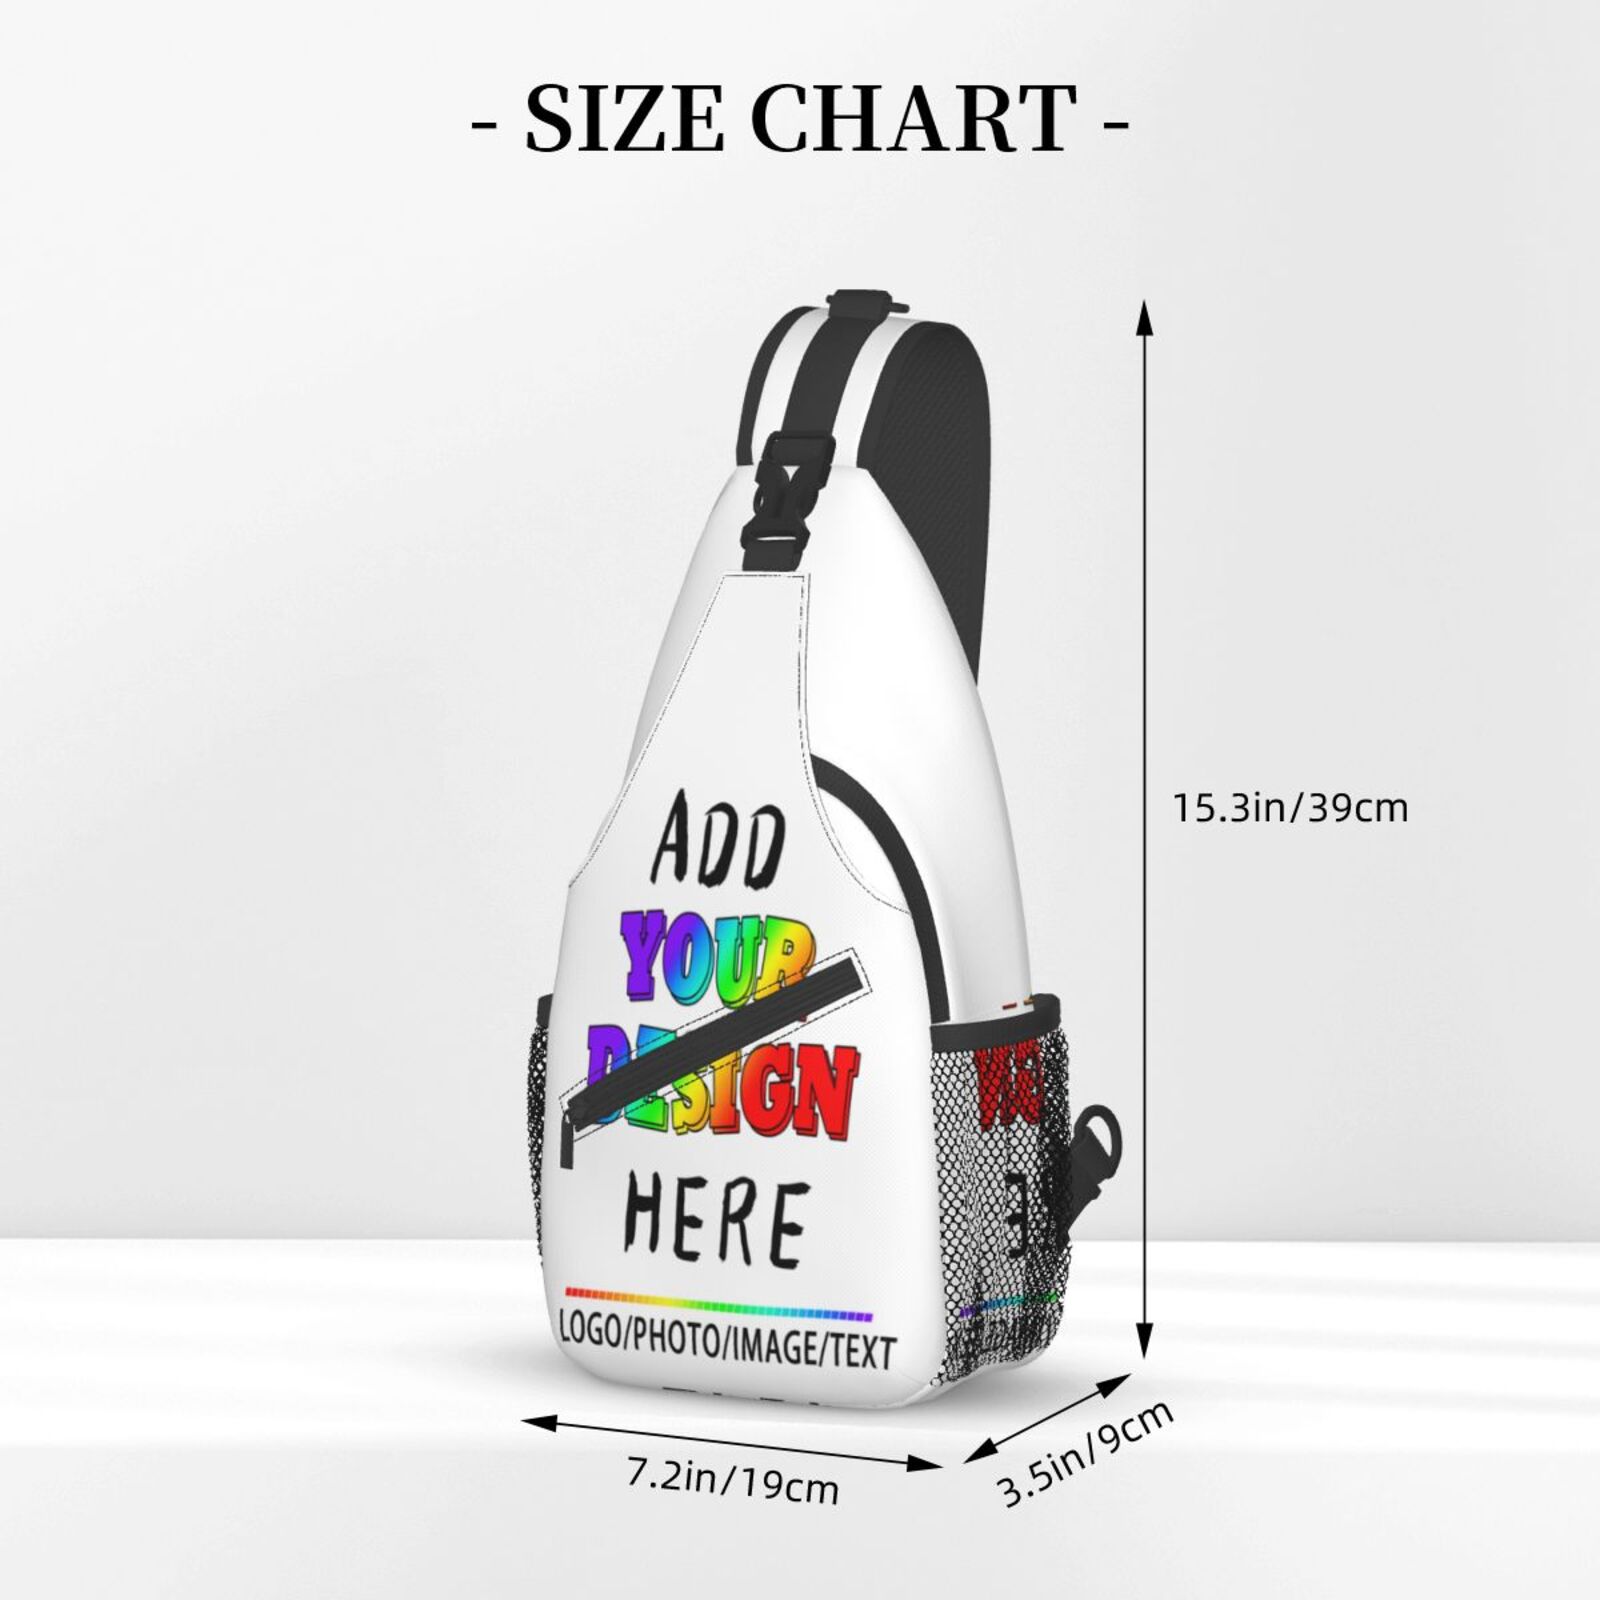 - SIZE CHART -
15.3in/39cm
ADD
YOUR
DESIGN
HERE
LOGO/PHOTO/IMAGE/TEXT
7.2in/19cm
3.5in/9cm